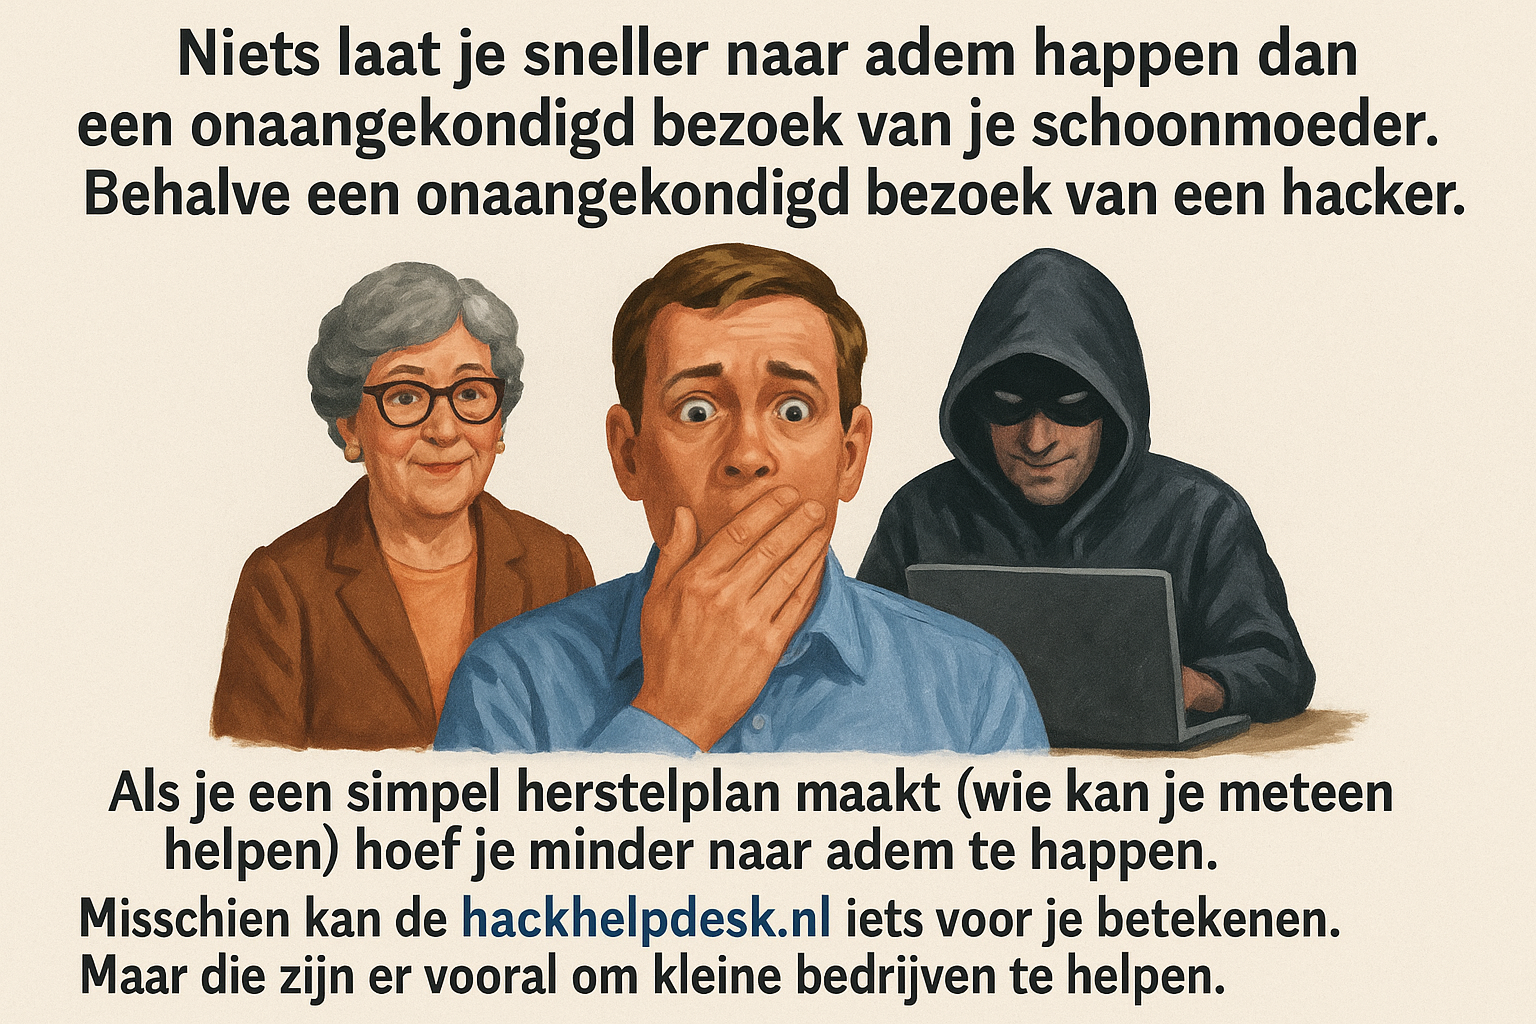 Niets laat je sneller naar adem happen dan
een onaangekondigd bezoek van je schoonmoeder.
Behalve een onaangekondigd bezoek van een hacker.
Als je een simpel herstelplan maakt (wie kan je meteen
helpen) hoef je minder naar adem te happen.
Misschien kan de hackhelpdesk.nl iets voor je betekenen.
Maar die zijn er vooral om kleine bedrijven te helpen.